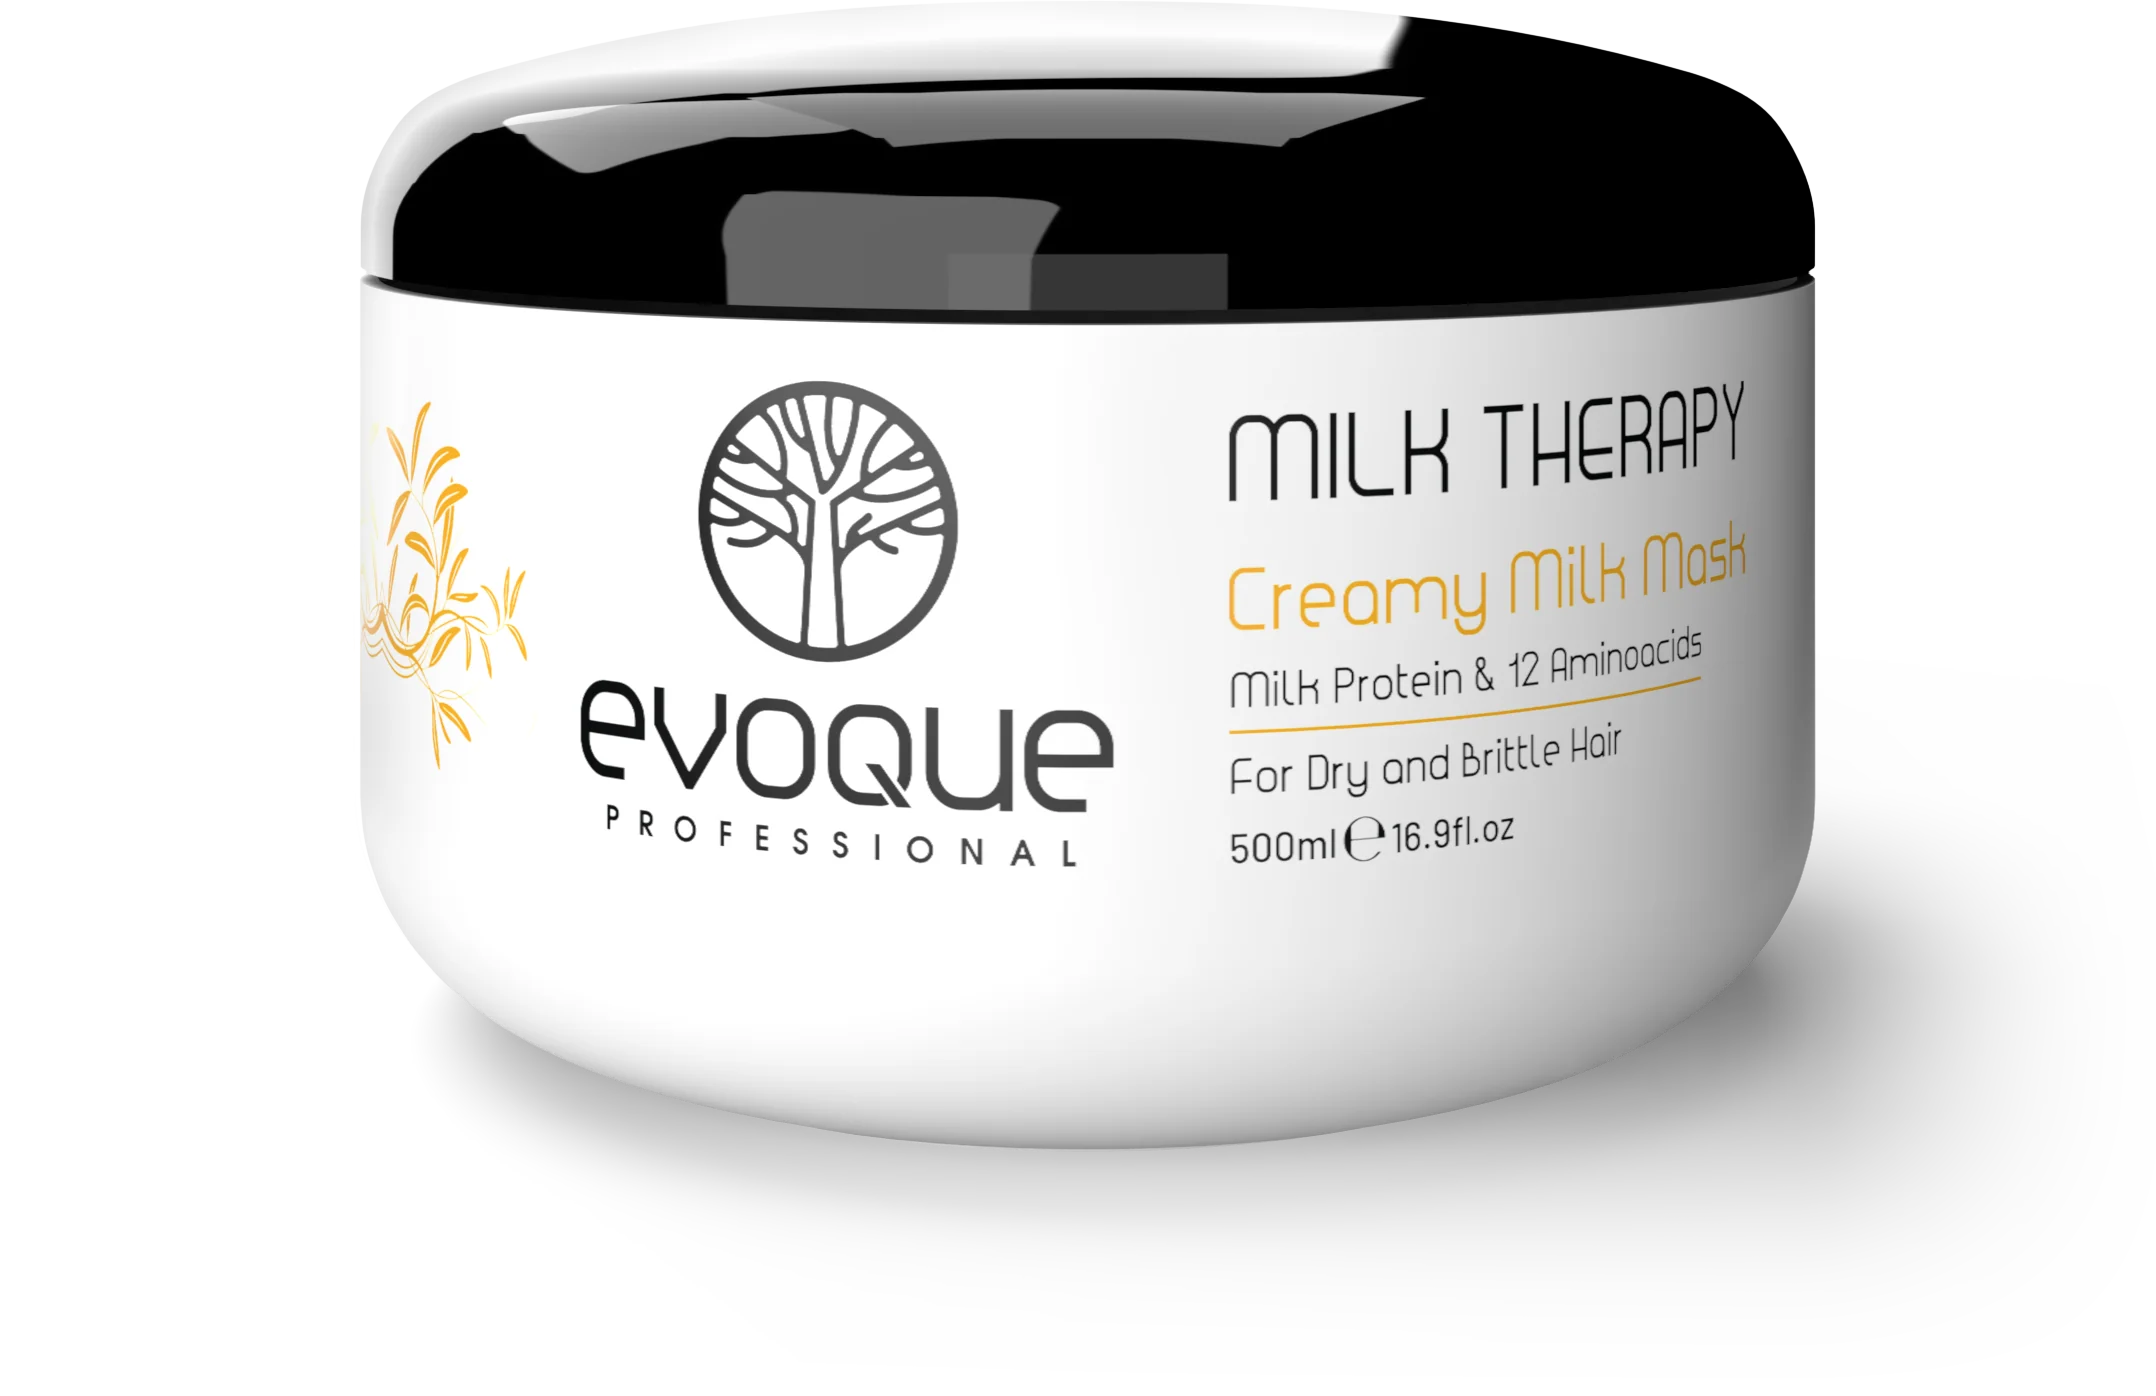 evoque
PROFESSIONAL
MILK THERAPY
Creamy Milk Mask
Milk Protein & 12 Aminoacids
For Dry and Brittle Hair
500ml ℮ 16.9fl.oz